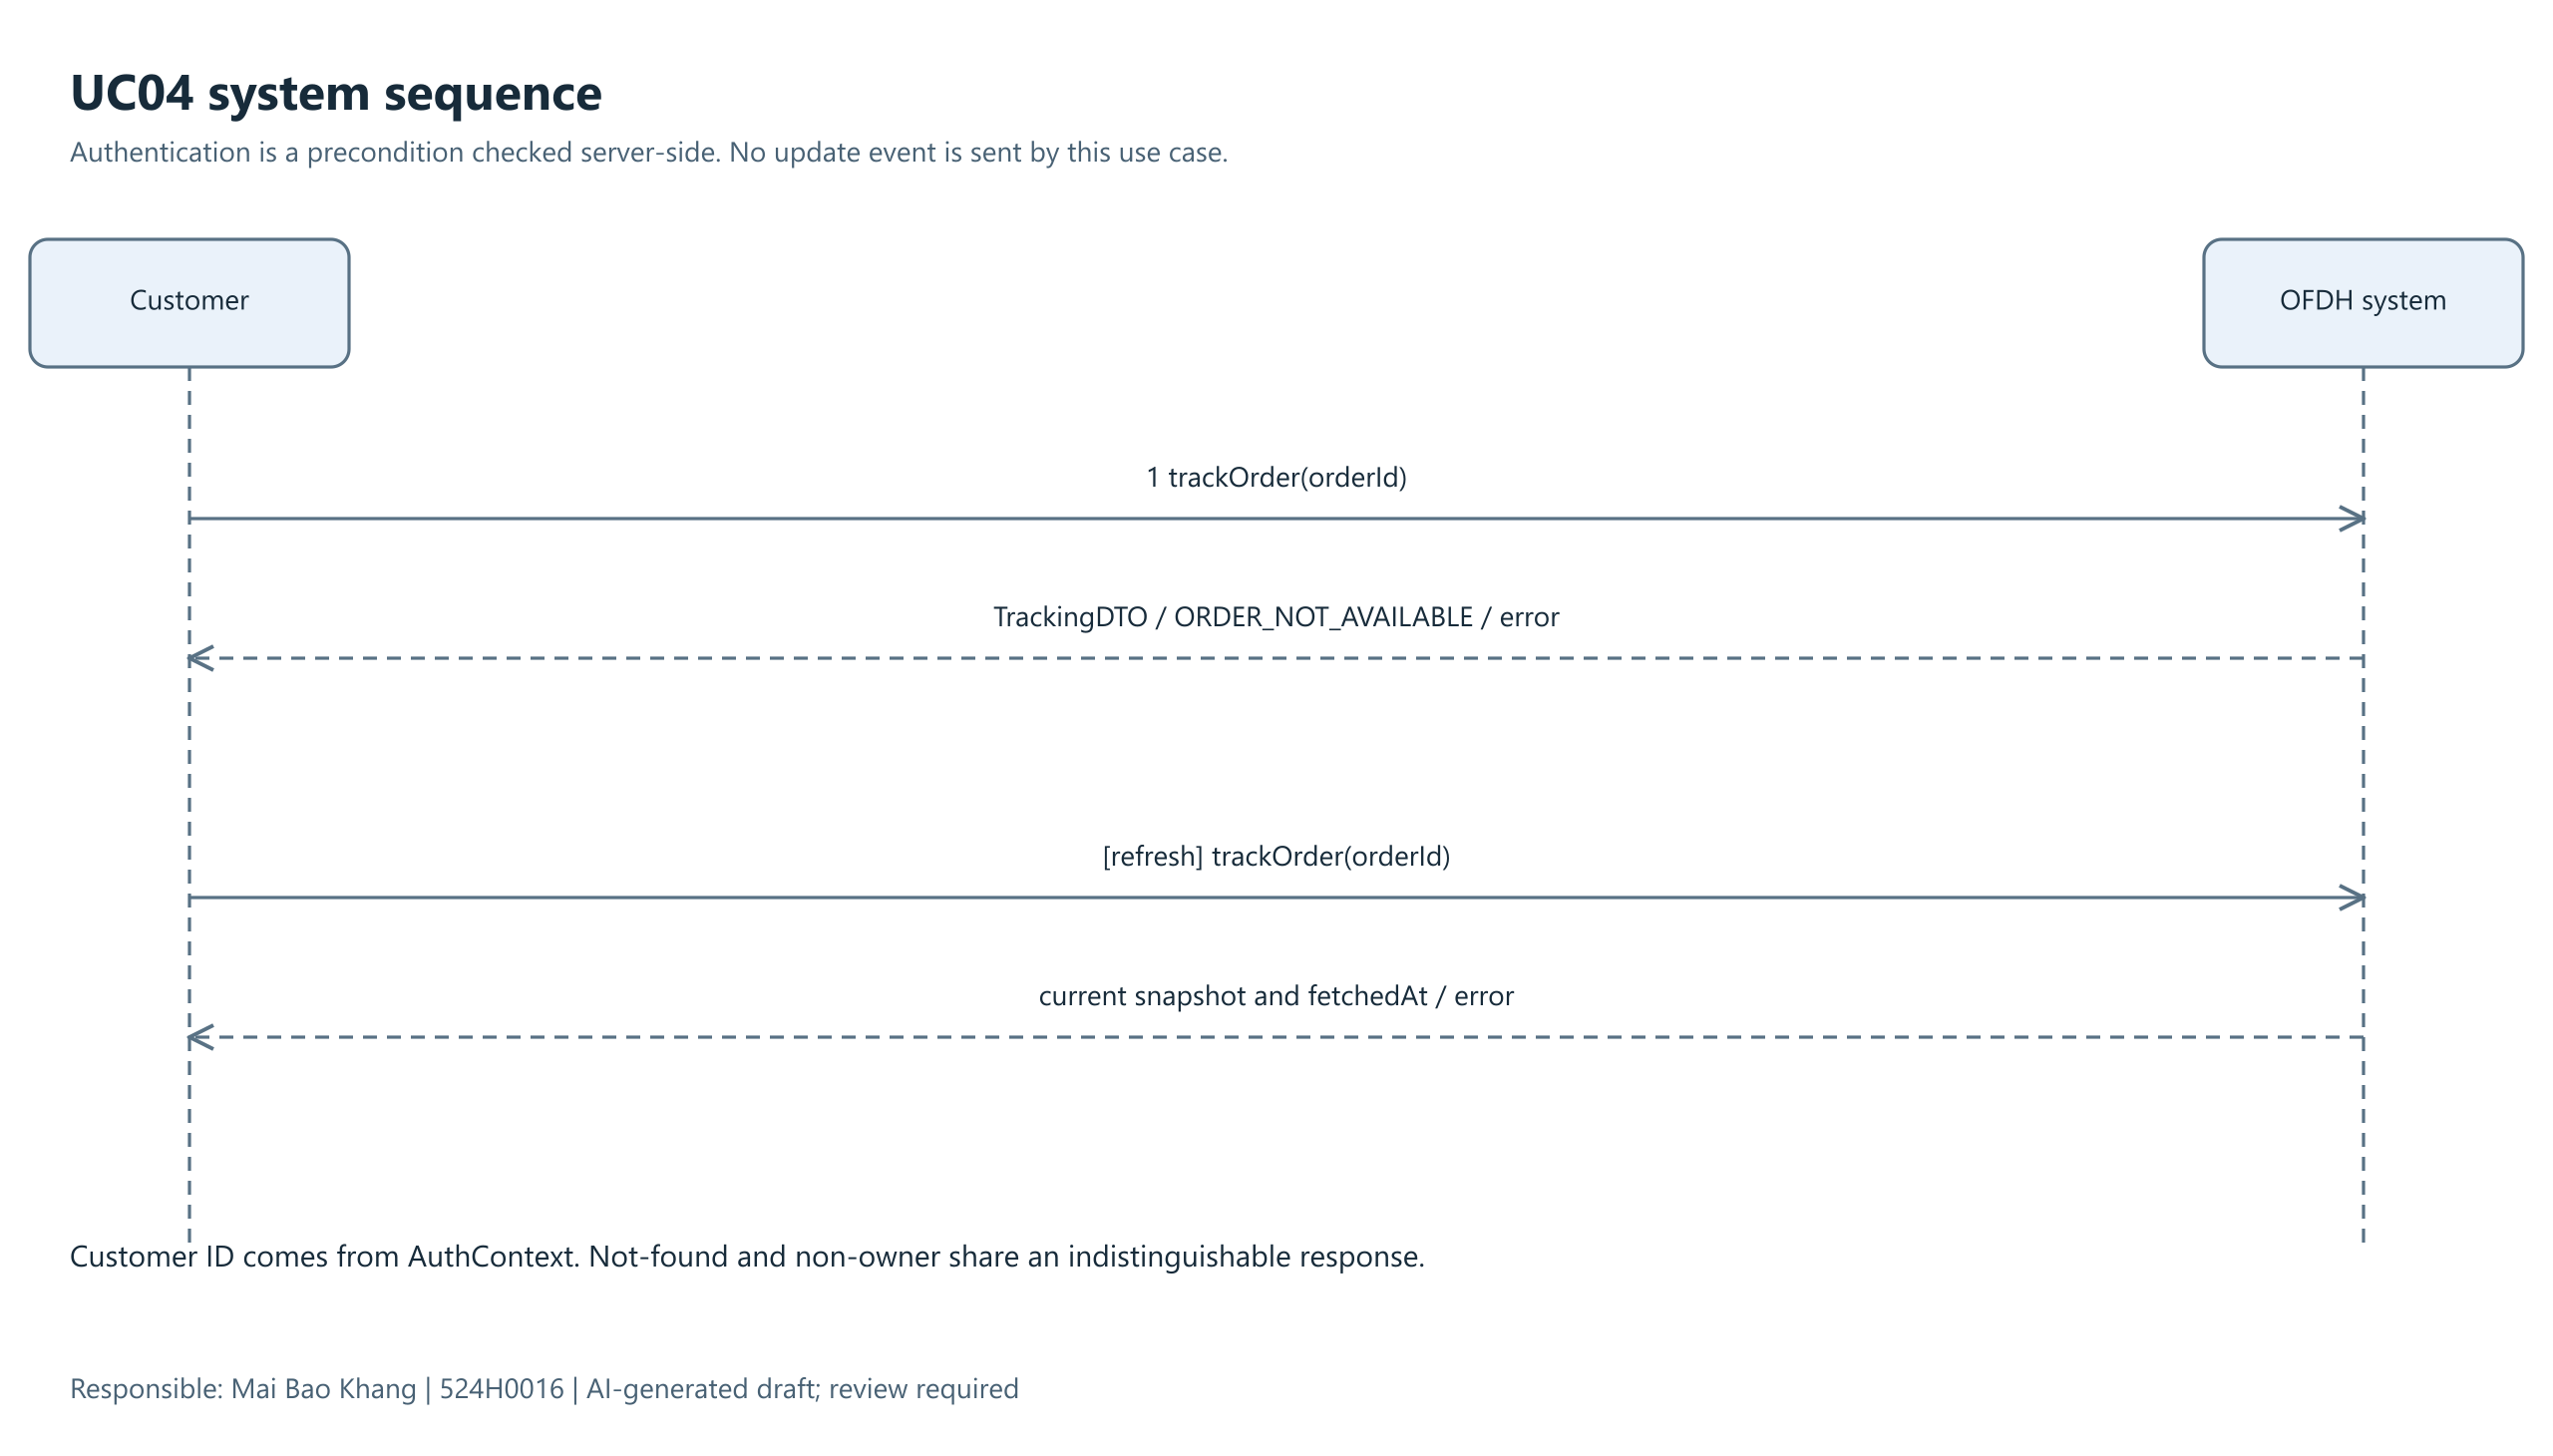 UC04 system sequence
Authentication is a precondition checked server-side. No update event is sent by this use case.
Customer
OFDH system
1 trackOrder(orderId)
TrackingDTO / ORDER_NOT_AVAILABLE / error
[refresh] trackOrder(orderId)
current snapshot and fetchedAt / error
Customer ID comes from AuthContext. Not-found and non-owner share an indistinguishable response.
Responsible: Mai Bao Khang | 524H0016 | AI-generated draft; review required